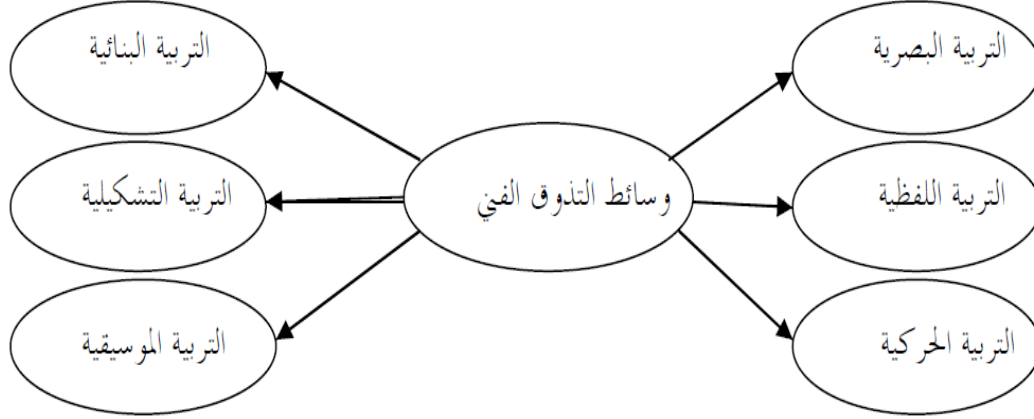 التربية البصرية
التربية البنائية
وسائط التذوق الفني
التربية اللفظية
التربية التشكيلية
التربية الحركية
التربية الموسيقية